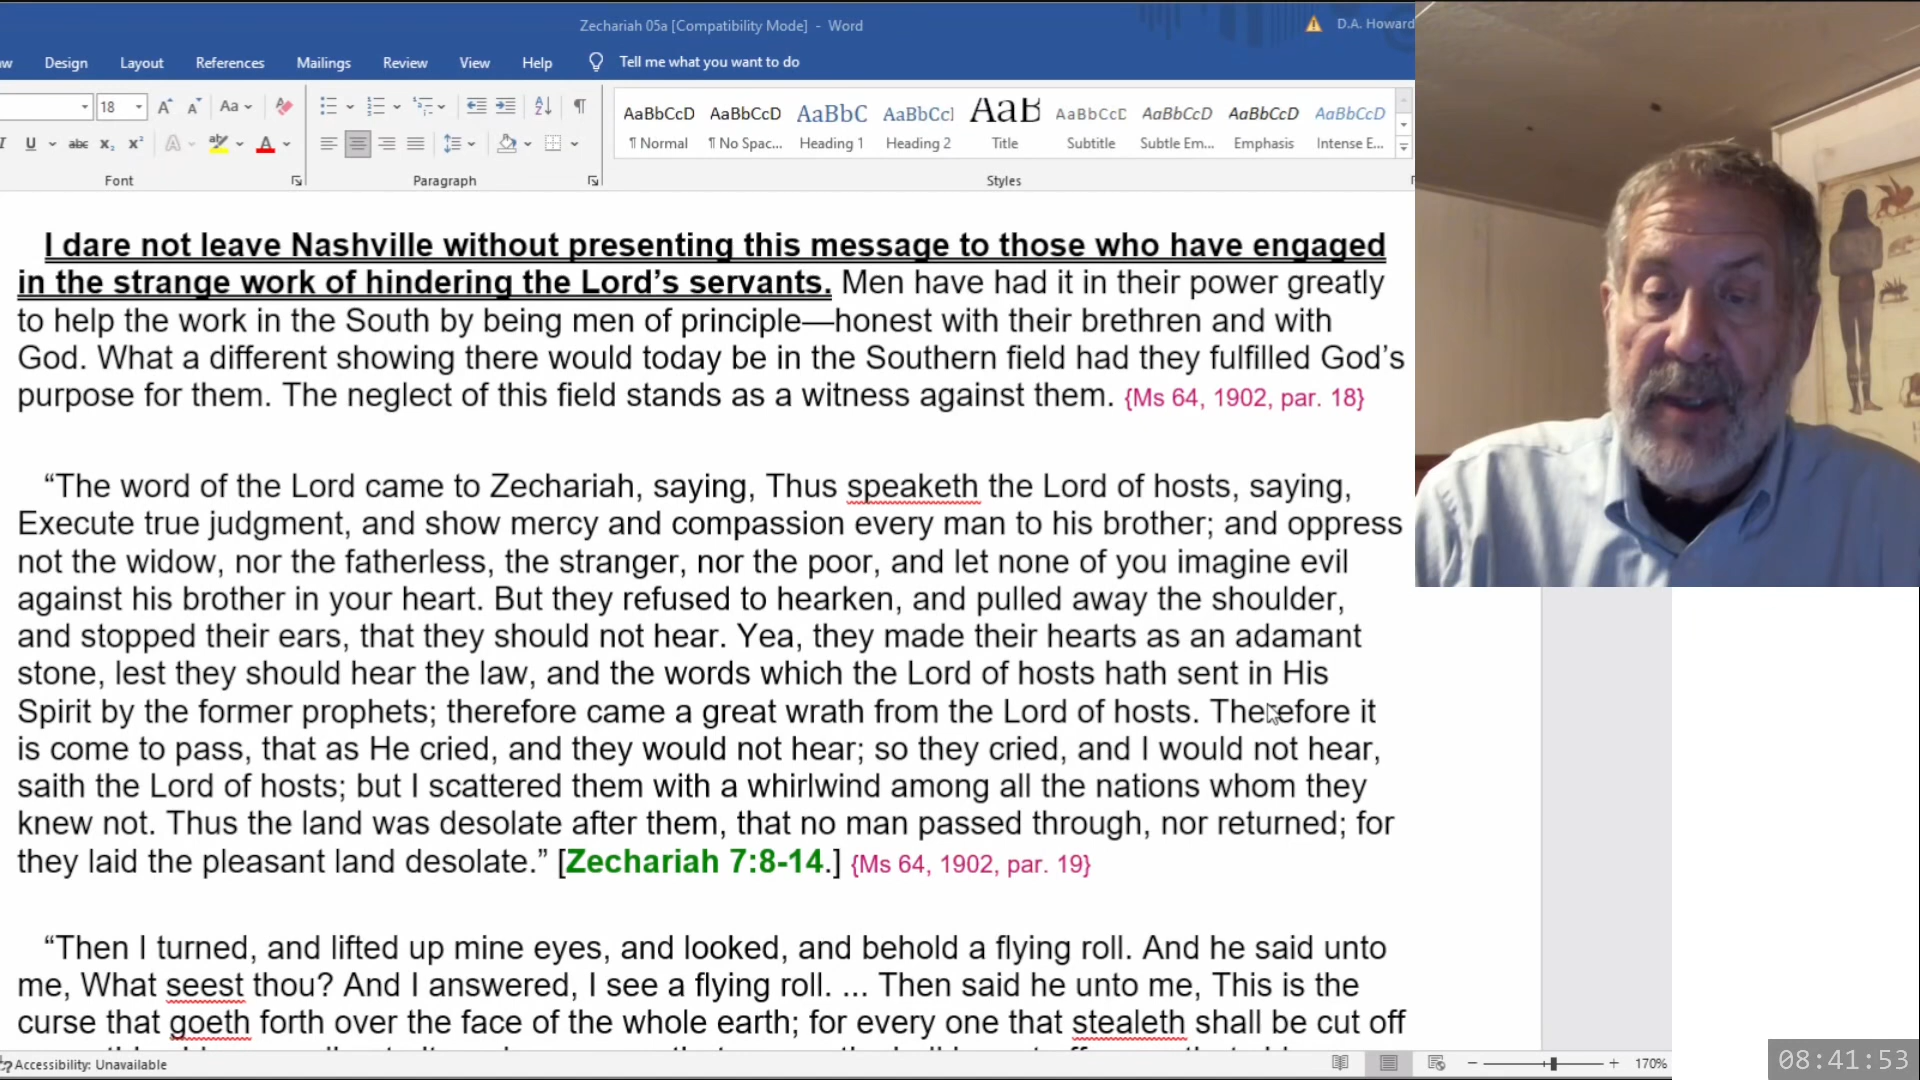 Zechariah 05a [Compatibility Mode] - Word
D.A. Howard
Design Layout References Mailings Review View Help Tell me what you want to do
18 Aa
U abc X₂ X² A ab A
AaBbCcD AaBbCcD AaBbC AaBbCcl AaB AaBbCcD AaBbCcD AaBbCcD AaBbCcD
¶ Normal ¶ No Spac... Heading 1 Heading 2 Title Subtitle Subtle Em... Emphasis Intense E...
Font Paragraph Styles
I dare not leave Nashville without presenting this message to those who have engaged
in the strange work of hindering the Lord’s servants. Men have had it in their power greatly
to help the work in the South by being men of principle—honest with their brethren and with
God. What a different showing there would today be in the Southern field had they fulfilled God’s
purpose for them. The neglect of this field stands as a witness against them. {Ms 64, 1902, par. 18}
“The word of the Lord came to Zechariah, saying, Thus speaketh the Lord of hosts, saying,
Execute true judgment, and show mercy and compassion every man to his brother; and oppress
not the widow, nor the fatherless, the stranger, nor the poor, and let none of you imagine evil
against his brother in your heart. But they refused to hearken, and pulled away the shoulder,
and stopped their ears, that they should not hear. Yea, they made their hearts as an adamant
stone, lest they should hear the law, and the words which the Lord of hosts hath sent in His
Spirit by the former prophets; therefore came a great wrath from the Lord of hosts. Therefore it
is come to pass, that as He cried, and they would not hear; so they cried, and I would not hear,
saith the Lord of hosts; but I scattered them with a whirlwind among all the nations whom they
knew not. Thus the land was desolate after them, that no man passed through, nor returned; for
they laid the pleasant land desolate.” [Zechariah 7:8-14.] {Ms 64, 1902, par. 19}
“Then I turned, and lifted up mine eyes, and looked, and behold a flying roll. And he said unto
me, What seest thou? And I answered, I see a flying roll. ... Then said he unto me, This is the
curse that goeth forth over the face of the whole earth; for every one that stealeth shall be cut off
Accessibility: Unavailable
170%
08:41:53